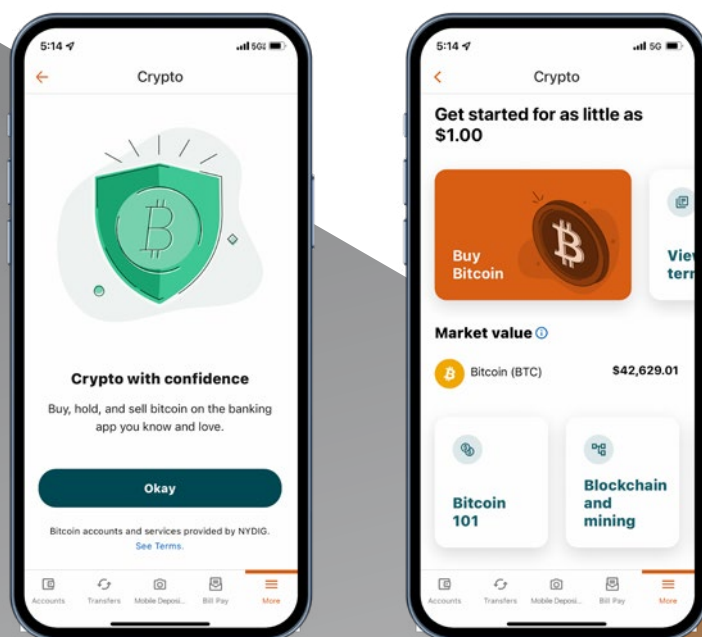 5:14
5G
Crypto
Crypto with confidence
Buy, hold, and sell bitcoin on the banking
app you know and love.
Okay
Bitcoin accounts and services provided by NYDIG.
See Terms.
Accounts
Transfers
Mobile Deposi...
Bill Pay
More
5:14
5G
Crypto
Get started for as little as
$1.00
Buy
Bitcoin
Market value
Bitcoin (BTC)
$42,629.01
Bitcoin
101
Blockchain
and
mining
Accounts
Transfers
Mobile Deposi...
Bill Pay
More